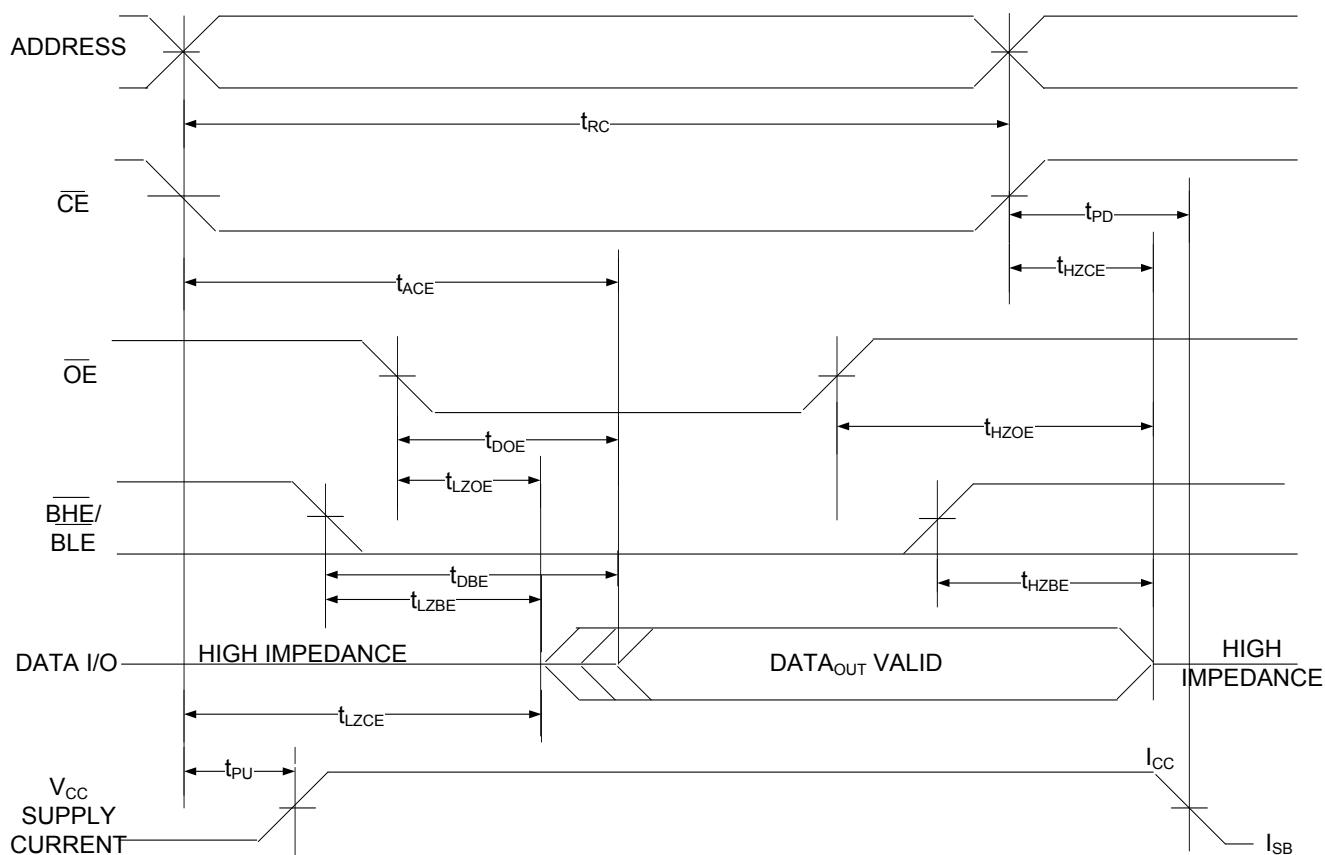 ADDRESS
tRC
CE
tPD
tHZCE
tACE
OE
tDOE
tHZOE
tLZOE
BHE/
BLE
tDBE
tHZBE
tLZBE
DATA I/O
HIGH IMPEDANCE
DATAOUT VALID
HIGH
IMPEDANCE
tLZCE
tPU
ICC
VCC
SUPPLY
CURRENT
ISB